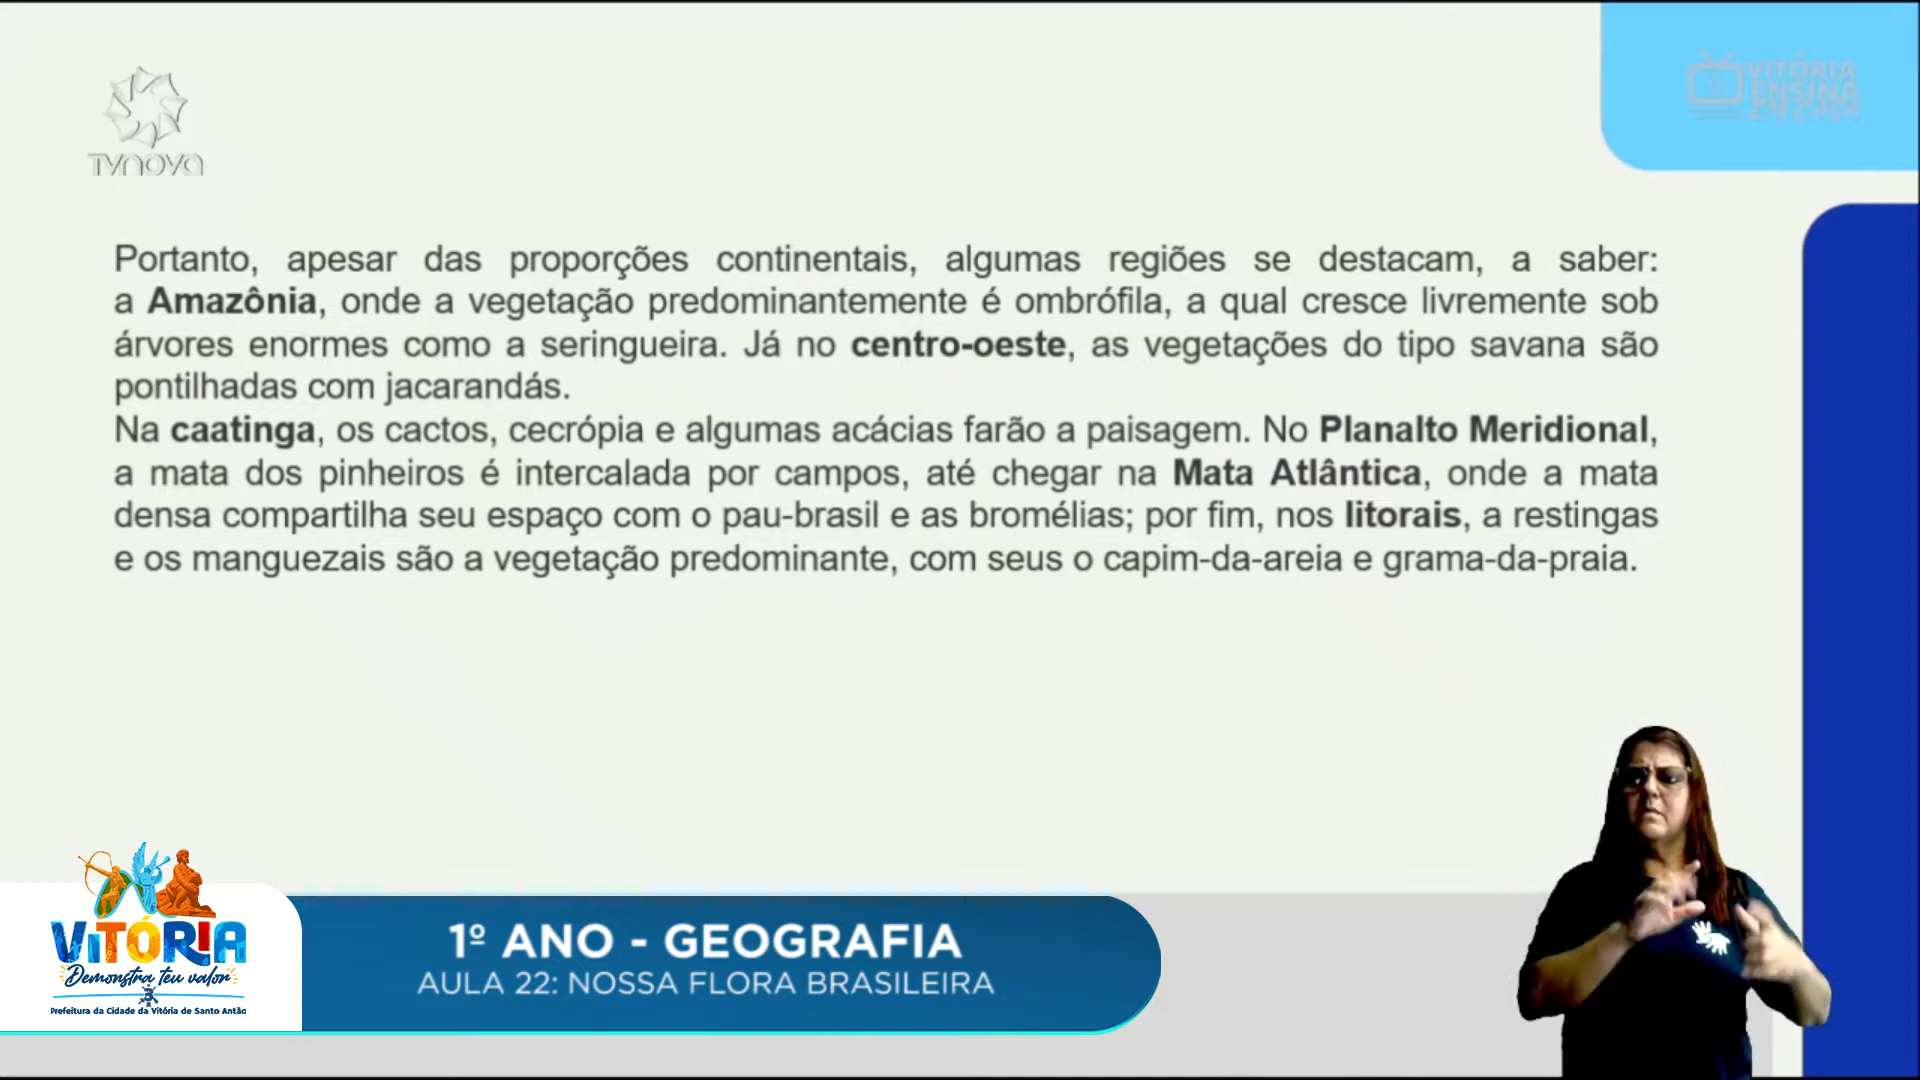 TVNOVA
VITÓRIA
ENSINA
EM CASA
Portanto, apesar das proporções continentais, algumas regiões se destacam, a saber:
a Amazônia, onde a vegetação predominantemente é ombrófila, a qual cresce livremente sob
árvores enormes como a seringueira. Já no centro-oeste, as vegetações do tipo savana são
pontilhadas com jacarandás.
Na caatinga, os cactos, cecrópia e algumas acácias farão a paisagem. No Planalto Meridional,
a mata dos pinheiros é intercalada por campos, até chegar na Mata Atlântica, onde a mata
densa compartilha seu espaço com o pau-brasil e as bromélias; por fim, nos litorais, a restingas
e os manguezais são a vegetação predominante, com seus o capim-da-areia e grama-da-praia.
VITÓRIA
Demonstra teu valor
Prefeitura da Cidade da Vitória de Santo Antão
1º ANO - GEOGRAFIA
AULA 22: NOSSA FLORA BRASILEIRA